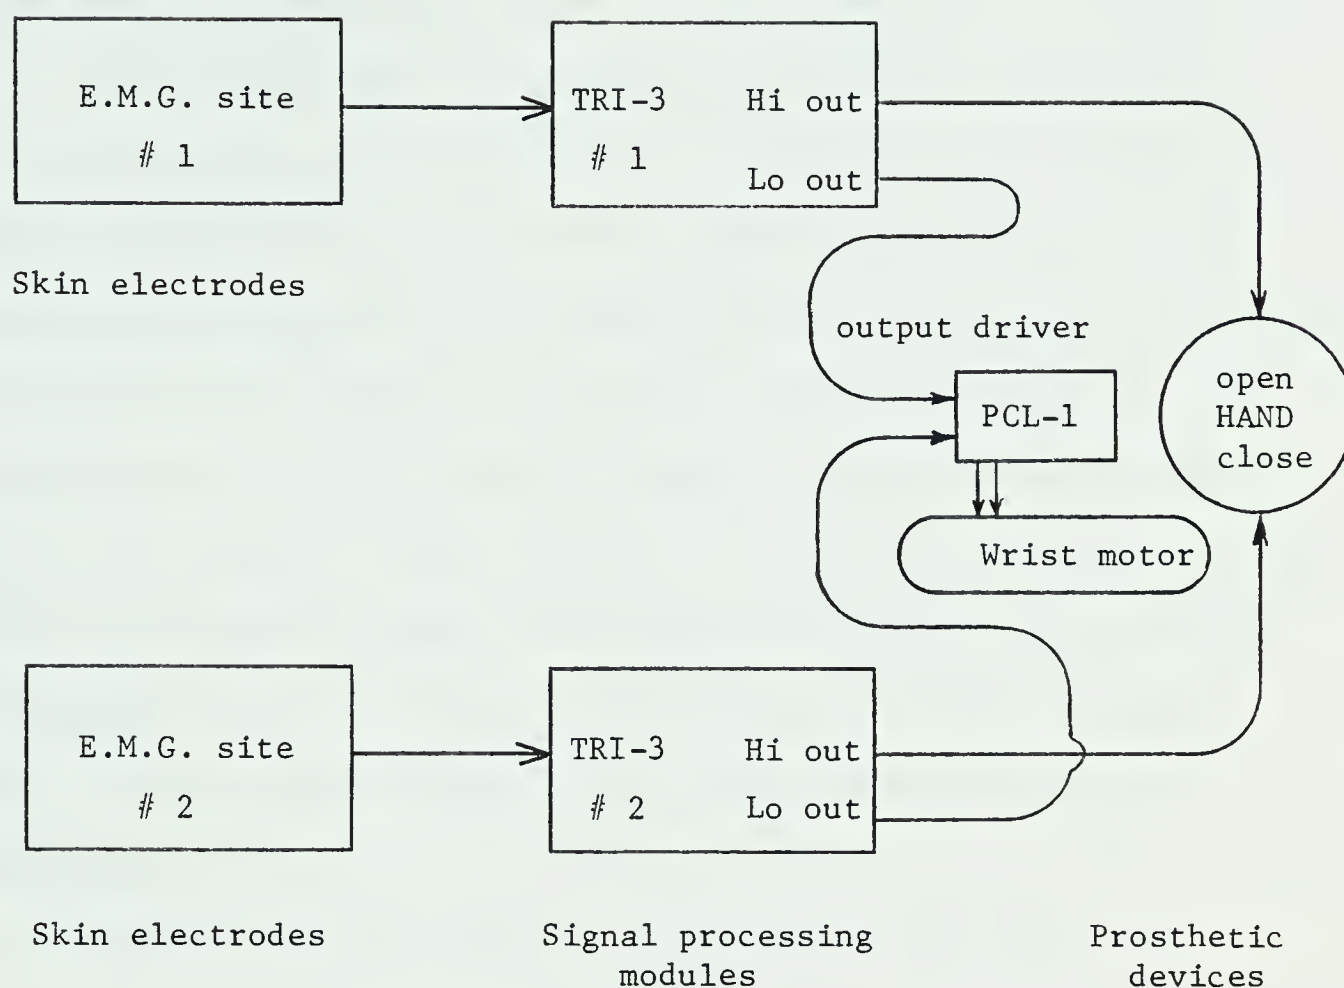 E.M.G. site
# 1
TRI-3
# 1
Hi out
Lo out
Skin electrodes
output driver
PCL-1
open
HAND
close
Wrist motor
E.M.G. site
# 2
TRI-3
# 2
Hi out
Lo out
Skin electrodes
Signal processing
modules
Prosthetic
devices